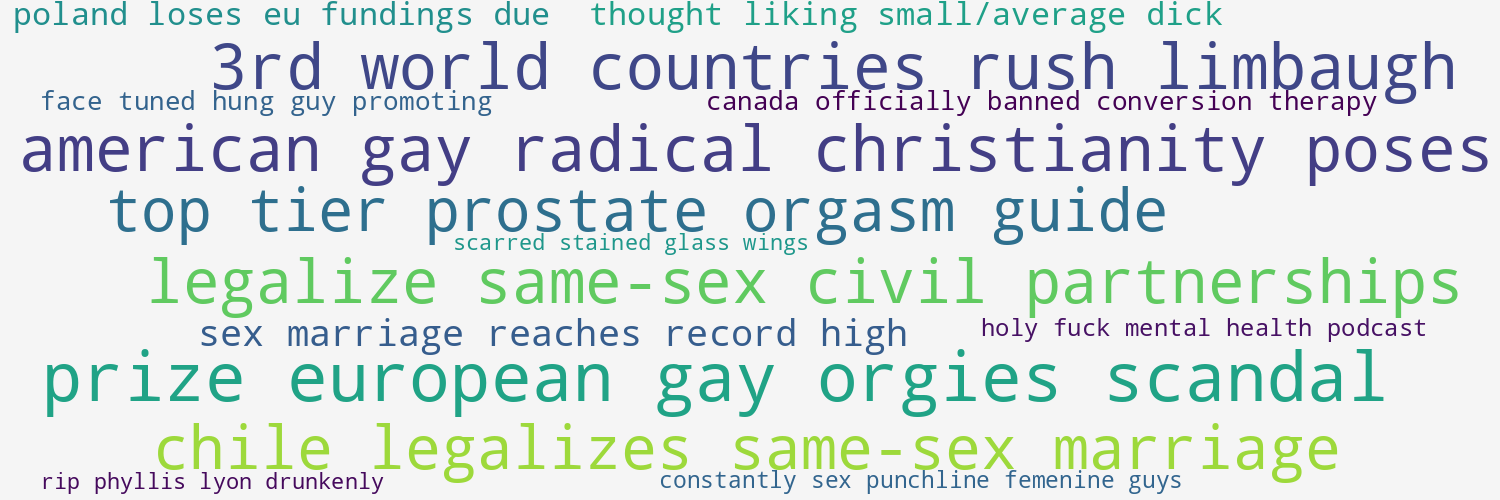 poland loses eu fundings due
thought liking small/average dick
3rd world countries rush limbaugh
face tuned hung guy promoting
canada officially banned conversion therapy
american gay radical christianity poses
top tier prostate orgasm guide
scarred stained glass wings
legalize same-sex civil partnerships
sex marriage reaches record high
holy fuck mental health podcast
prize european gay orgies scandal
chile legalizes same-sex marriage
rip phyllis lyon drunkenly
constantly sex punchline femenine guys